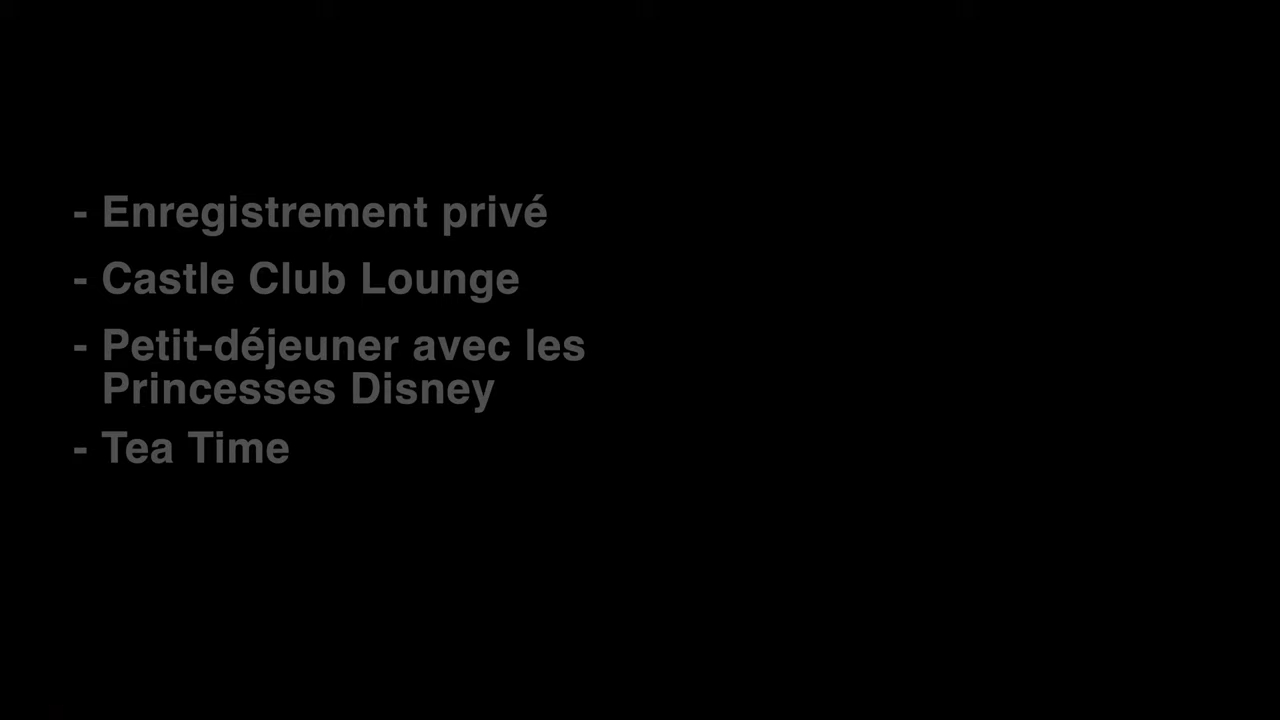 - Enregistrement privé
- Castle Club Lounge
- Petit-déjeuner avec les
Princesses Disney
- Tea Time